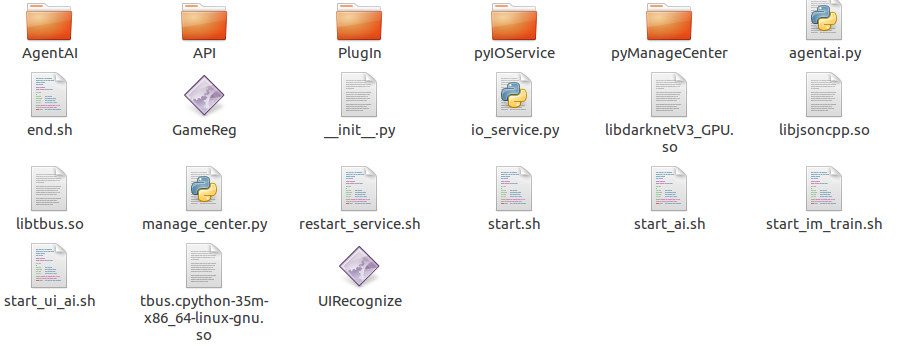 AgentAI
API
PlugIn
pyIOService
pyManageCenter
agentai.py
end.sh
GameReg
__init__.py
io_service.py
libdarknetV3_GPU.
so
libjsoncpp.so
libtbus.so
manage_center.py
restart_service.sh
start.sh
start_ai.sh
start_im_train.sh
start_ui_ai.sh
tbus.cpython-35m-
x86_64-linux-gnu.
so
UIRecognize